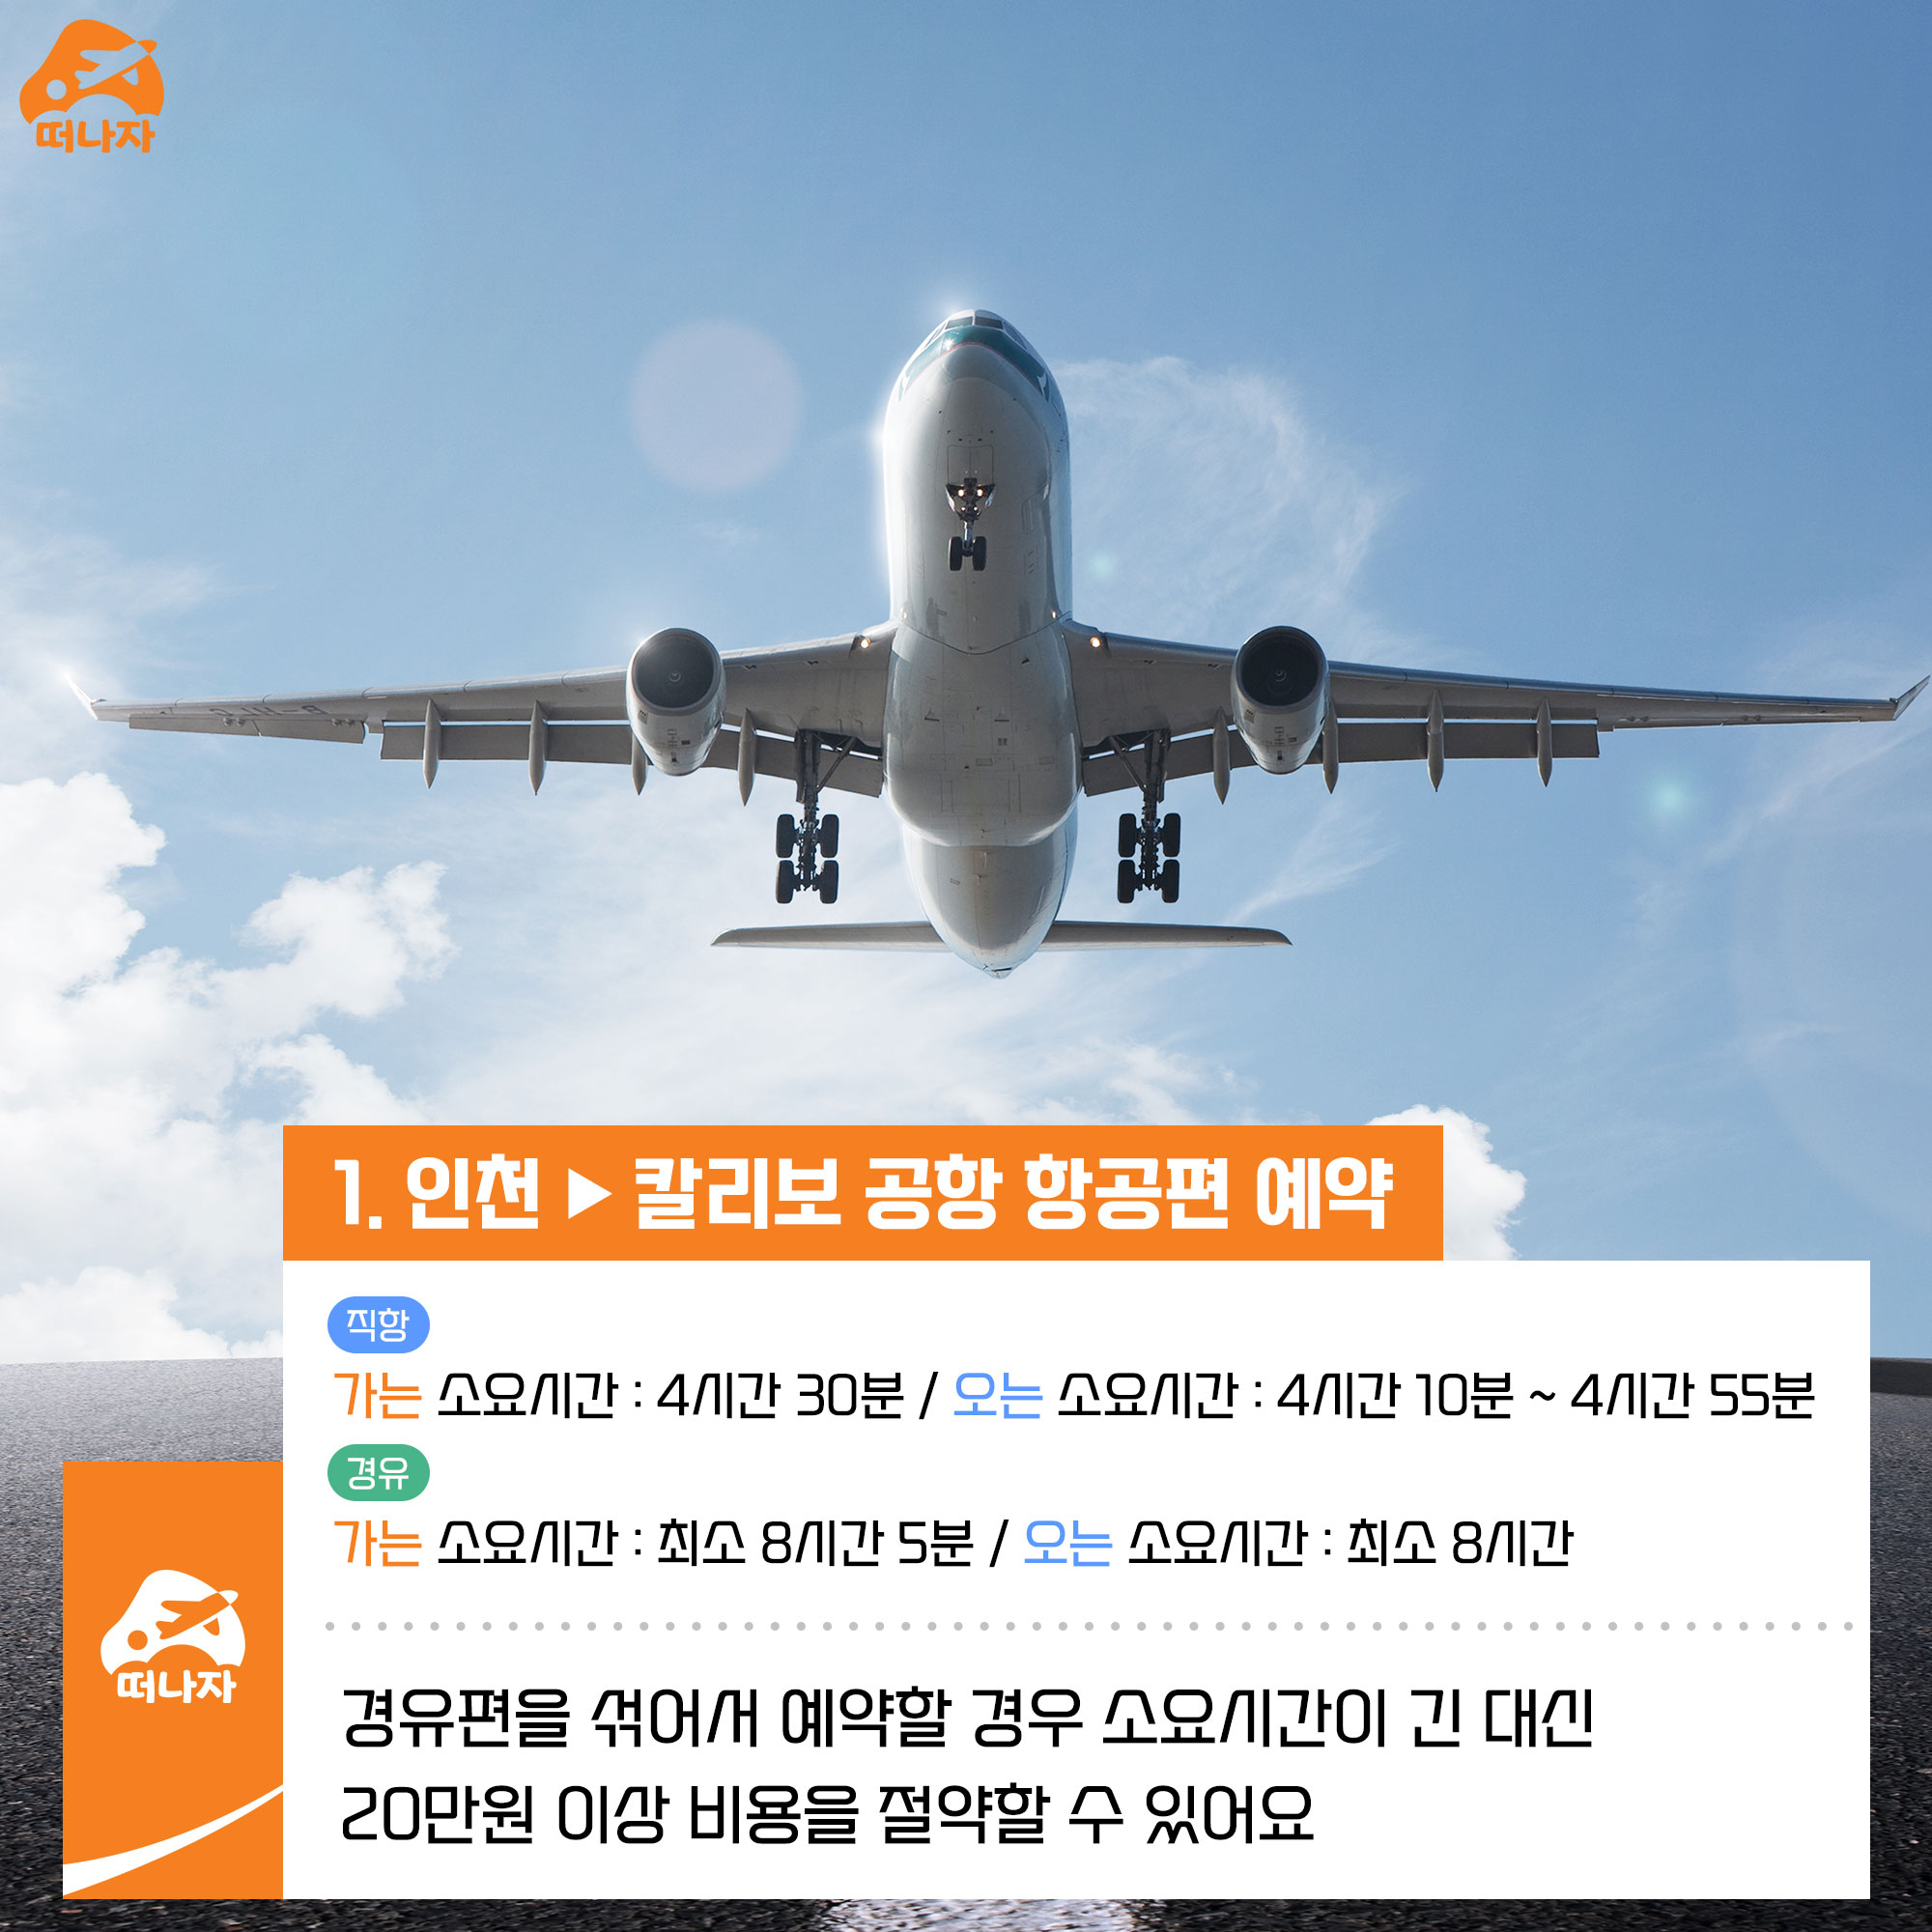 떠나자
1. 인천 ▶ 칼리보 공항 항공편 예약
직항
가는 소요시간 : 4시간 30분 / 오는 소요시간 : 4시간 10분 ~ 4시간 55분
경유
가는 소요시간 : 최소 8시간 5분 / 오는 소요시간 : 최소 8시간
떠나자
경유편을 섞어서 예약할 경우 소요시간이 긴 대신
20만원 이상 비용을 절약할 수 있어요